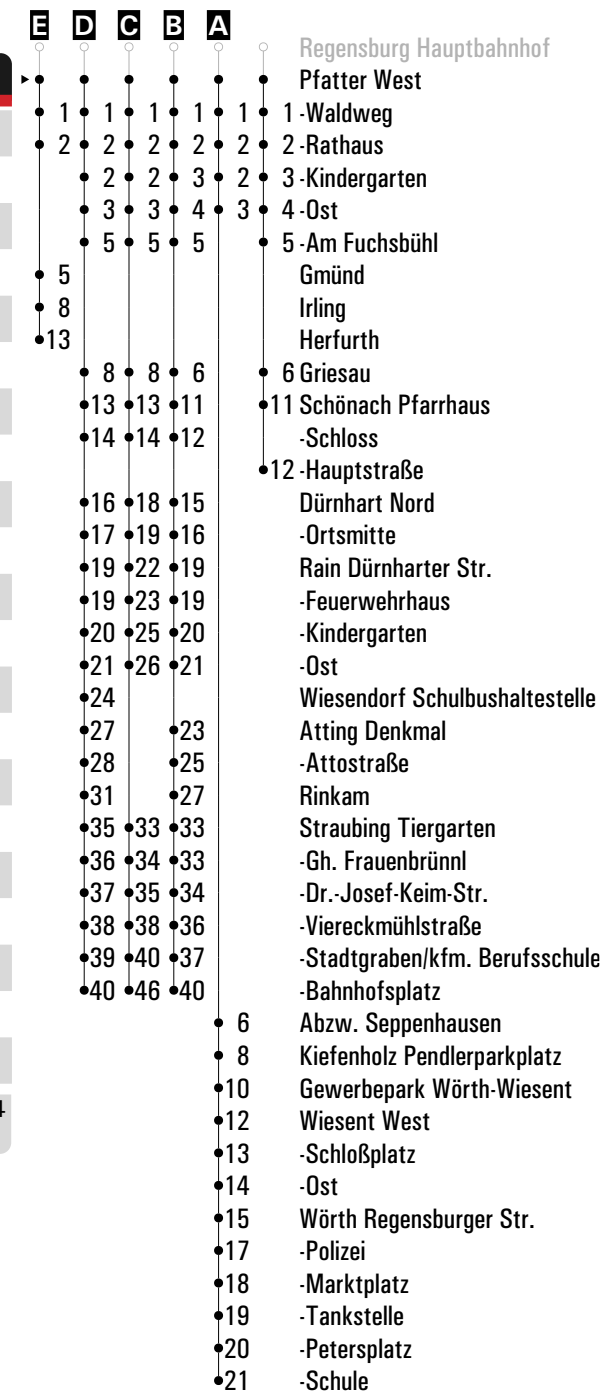 E D C B A
Regensburg Hauptbahnhof
Pfatter West
1 1 1 1 1 1 -Waldweg
2 2 2 2 2 2 -Rathaus
2 2 3 2 3 -Kindergarten
3 3 4 3 4 -Ost
5 5 5 5 -Am Fuchsbühl
5 Gmünd
8 Irling
13 Herfurth
8 8 6 6 Griesau
13 13 11 11 Schönach Pfarrhaus
14 14 12 -Schloss
12 -Hauptstraße
16 18 15 Dürnhart Nord
17 19 16 -Ortsmitte
19 22 19 Rain Dürnharter Str.
19 23 19 -Feuerwehrhaus
20 25 20 -Kindergarten
21 26 21 -Ost
24 Wiesendorf Schulbushaltestelle
27 23 Atting Denkmal
28 25 -Attostraße
31 27 Rinkam
35 33 33 Straubing Tiergarten
36 34 33 -Gh. Frauenbrünnl
37 35 34 -Dr.-Josef-Keim-Str.
38 38 36 -Viereckmühlstraße
39 40 37 -Stadtgraben/kfm. Berufsschule
40 46 40 -Bahnhofsplatz
6 Abzw. Seppenhausen
8 Kiefenholz Pendlerparkplatz
10 Gewerbepark Wörth-Wiesent
12 Wiesent West
13 -Schloßplatz
14 -Ost
15 Wörth Regensburger Str.
17 -Polizei
18 -Marktplatz
19 -Tankstelle
20 -Petersplatz
21 -Schule